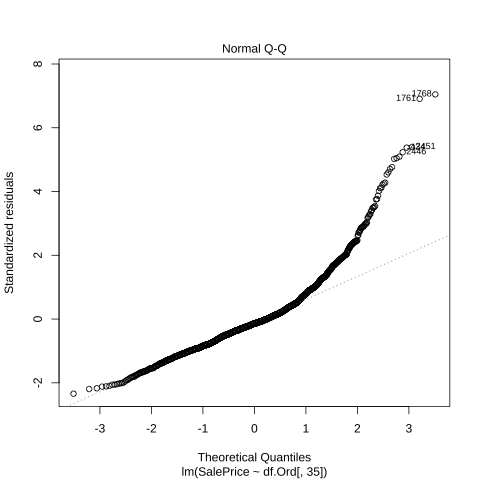 Normal Q-Q
8
1768
1761
6
2451
2446
4
2
0
-2
Standardized residuals
-3 -2 -1 0 1 2 3
Theoretical Quantiles
lm(SalePrice ~ df.Ord[, 35])